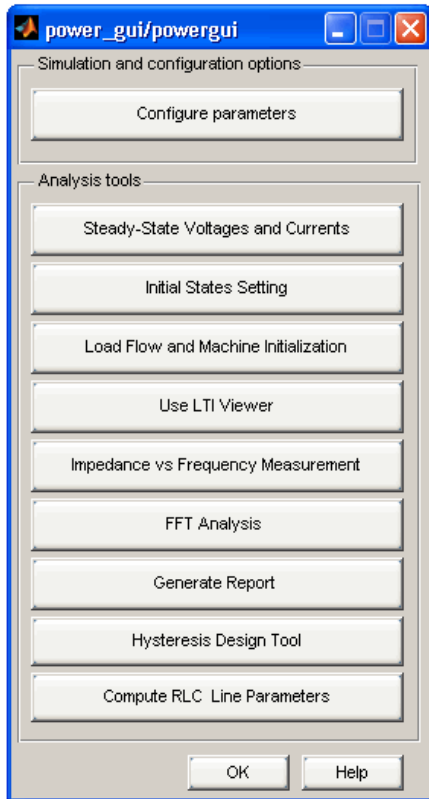 power_gui/powergui
Simulation and configuration options
Configure parameters
Analysis tools
Steady-State Voltages and Currents
Initial States Setting
Load Flow and Machine Initialization
Use LTI Viewer
Impedance vs Frequency Measurement
FFT Analysis
Generate Report
Hysteresis Design Tool
Compute RLC Line Parameters
OK Help